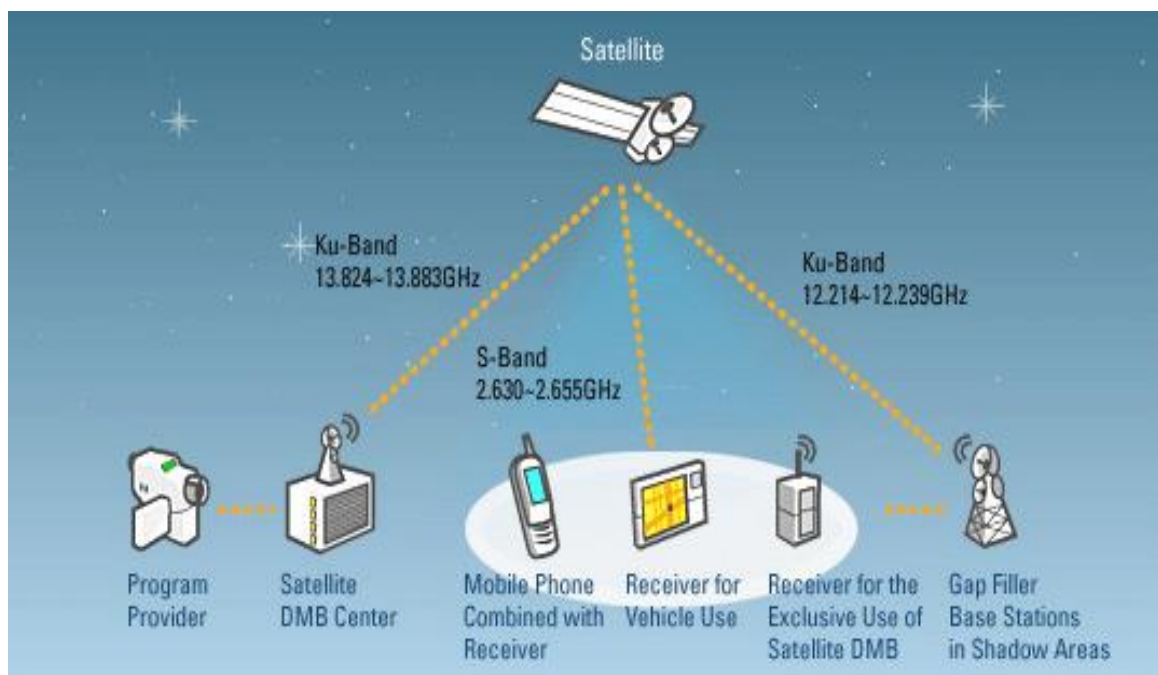 Satellite
Ku-Band
13.824~13.883GHz
Ku-Band
12.214~12.239GHz
S-Band
2.630~2.655GHz
Program
Provider
Satellite
DMB Center
Mobile Phone
Combined with
Receiver
Receiver for
Vehicle Use
Receiver for the
Exclusive Use of
Satellite DMB
Gap Filler
Base Stations
in Shadow Areas